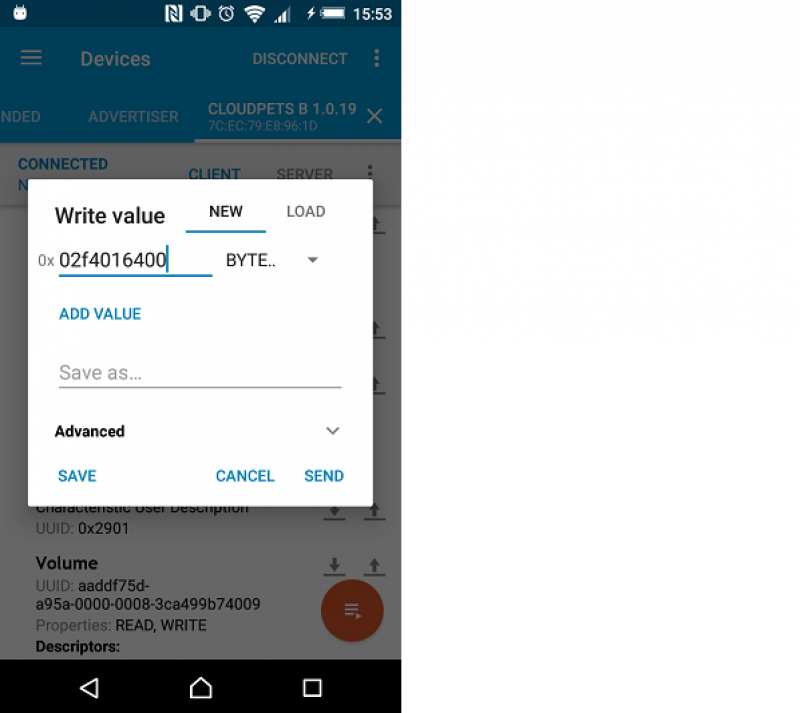 15:53
Devices
DISCONNECT
NDED
ADVERTISER
CLOUDPETS B 1.0.19
7C:EC:79:E8:96:1D
CONNECTED
N
CLIENT
SERVER
Write value
NEW
LOAD
0x 02f4016400
BYTE..
ADD VALUE
Save as...
Advanced
SAVE
CANCEL
SEND
Characteristic User Description
UUID: 0x2901
Volume
UUID: aaddf75d-
a95a-0000-0008-3ca499b74009
Properties: READ, WRITE
Descriptors: